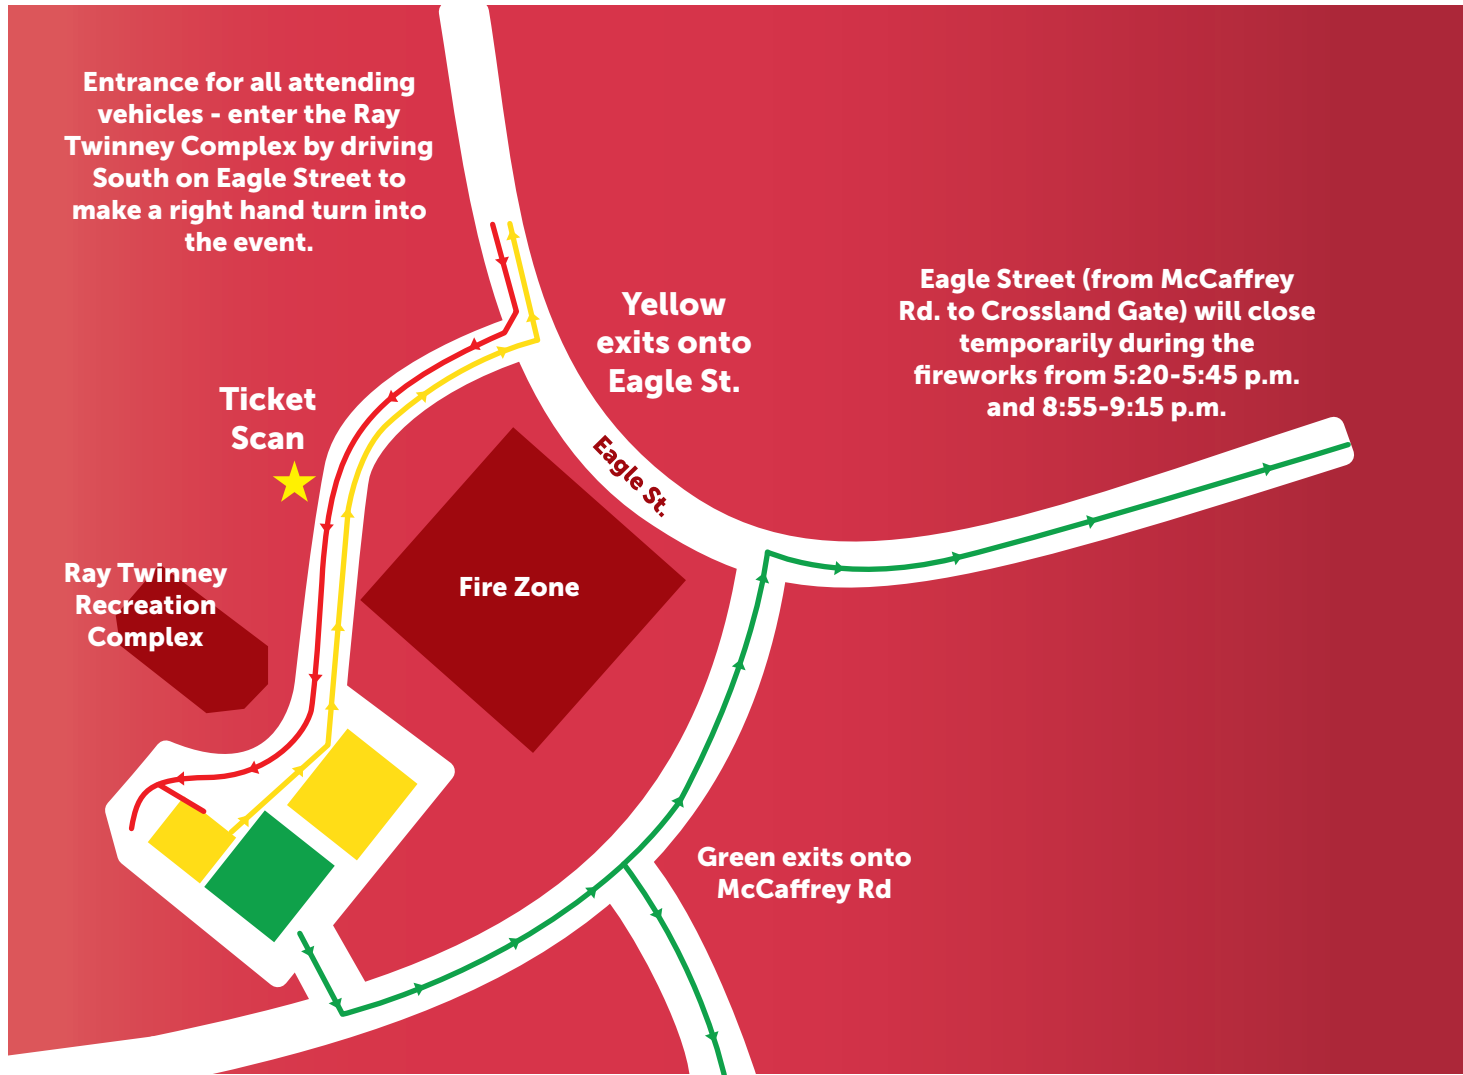 Entrance for all attending
vehicles - enter the Ray
Twinney Complex by driving
South on Eagle Street to
make a right hand turn into
the event.
Yellow
exits onto
Eagle St.
Eagle Street (from McCaffrey
Rd. to Crossland Gate) will close
temporarily during the
fireworks from 5:20-5:45 p.m.
and 8:55-9:15 p.m.
Ticket
Scan
Eagle St.
Ray Twinney
Recreation
Complex
Fire Zone
Green exits onto
McCaffrey Rd